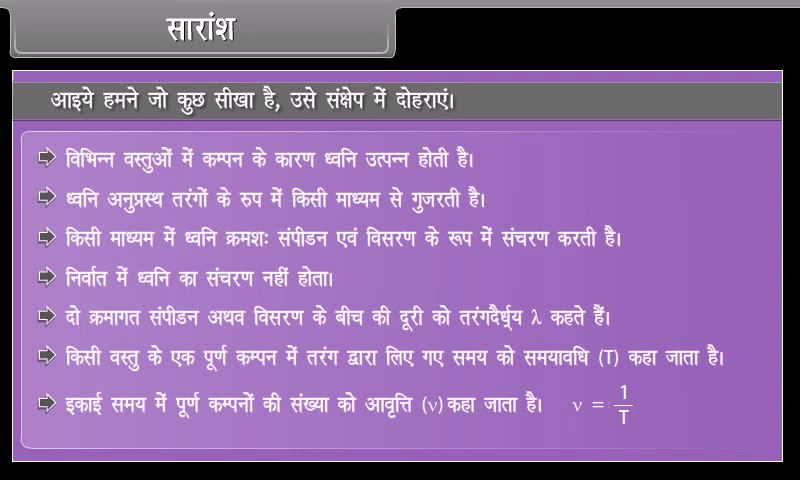 सारांश
आइये हमने जो कुछ सीखा है, उसे संक्षेप में दोहराएं।
विभिन्न वस्तुओं में कम्पन के कारण ध्वनि उत्पन्न होती है।
ध्वनि अनुप्रस्थ तरंगों के रुप में किसी माध्यम से गुजरती है।
किसी माध्यम में ध्वनि क्रमशः संपीडन एवं विसरण के रूप में संचरण करती है।
निर्वात में ध्वनि का संचरण नहीं होता।
दो क्रमागत संपीडन अथव विसरण के बीच की दूरी को तरंगदैर्ध्य λ कहते हैं।
किसी वस्तु के एक पूर्ण कम्पन में तरंग द्वारा लिए गए समय को समयावधि (T) कहा जाता है।
इकाई समय में पूर्ण कम्पनों की संख्या को आवृत्ति (ν) कहा जाता है। ν = 1/T